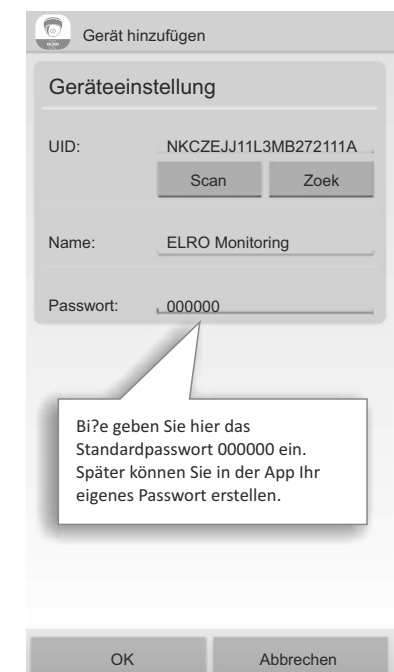 Gerät hinzufügen
Geräteeinstellung
UID: NKCZEJJ11L3MB272111A
Scan Zoek
Name: ELRO Monitoring
Passwort: 000000
Bi?e geben Sie hier das
Standardpasswort 000000 ein.
Später können Sie in der App Ihr
eigenes Passwort erstellen.
OK Abbrechen